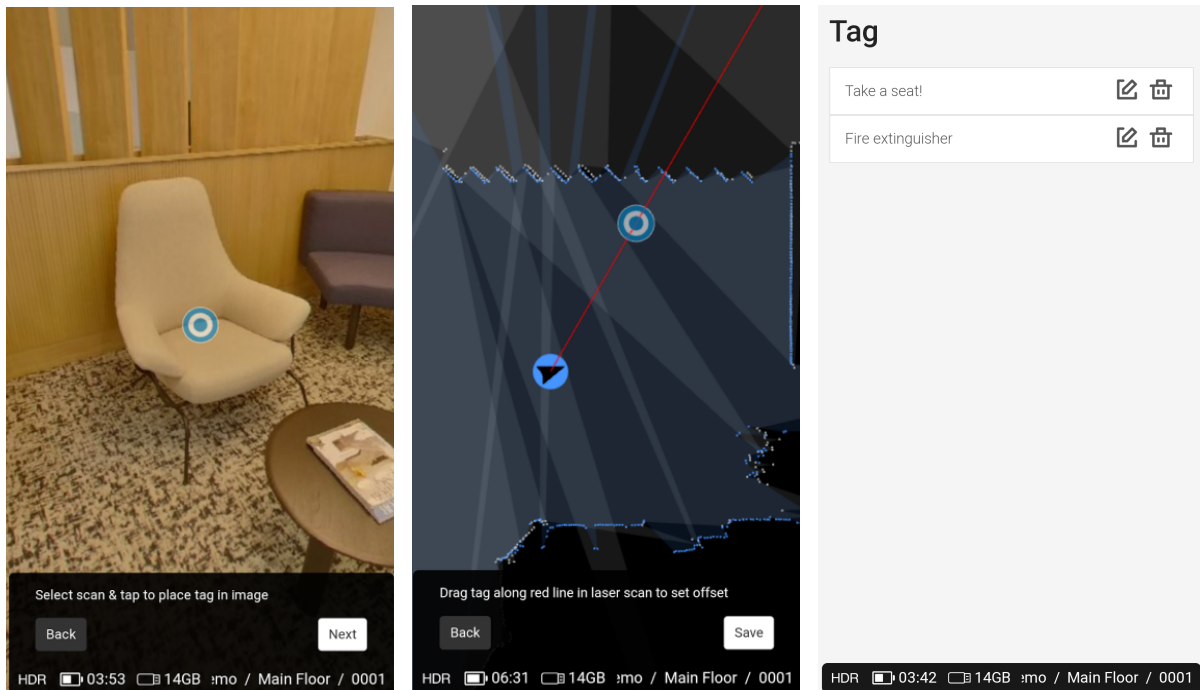 Select scan & tap to place tag in image
Back
Next
HDR 03:53 14GB :mo / Main Floor / 0001
Drag tag along red line in laser scan to set offset
Back
Save
HDR 06:31 14GB emo / Main Floor / 0001
Tag
Take a seat!
Fire extinguisher
HDR 03:42 14GB :mo / Main Floor / 0001